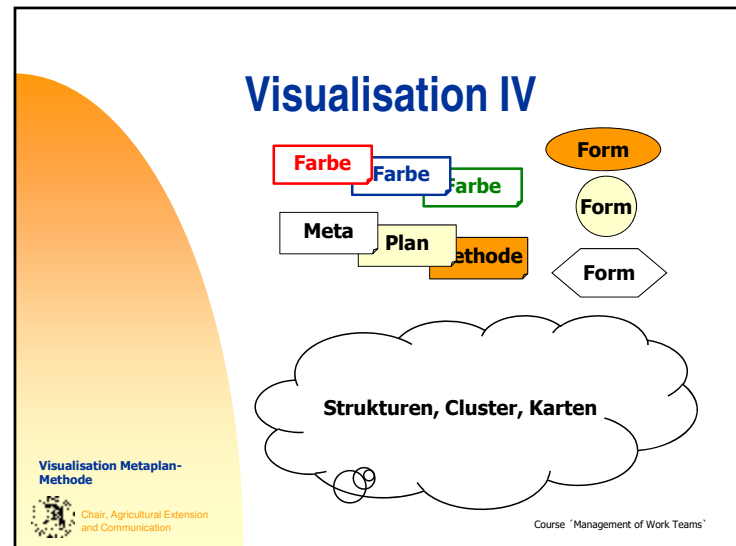 Visualisation IV
Farbe
Farbe
Farbe
Form
Form
Form
Meta
Plan
ethode
Strukturen, Cluster, Karten
Visualisation Metaplan-
Methode
Chair, Agricultural Extension
and Communication
Course ´Management of Work Teams`